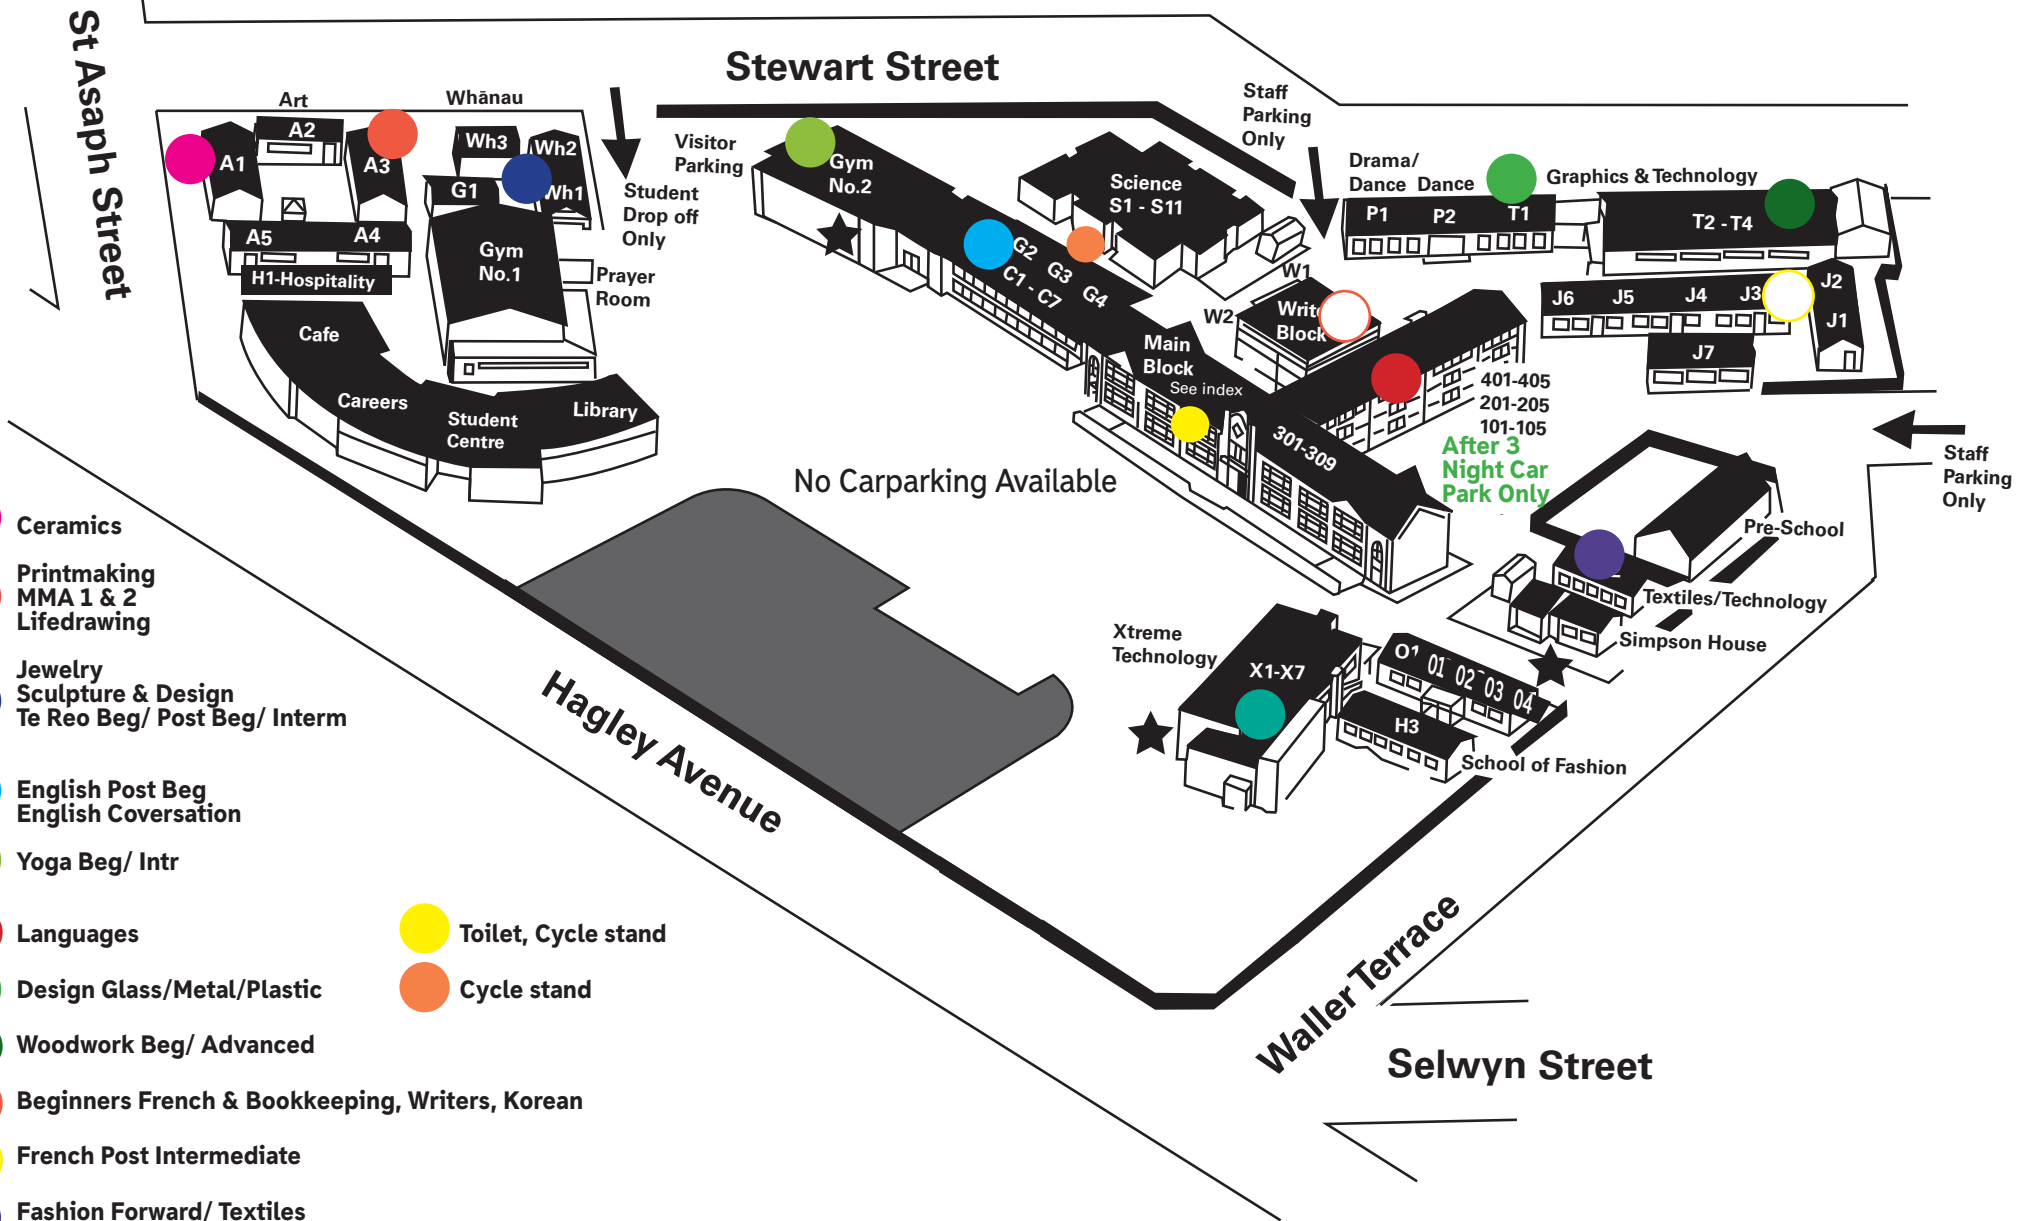 St Asaph Street
Stewart Street
Art
Whānau
A1
A2
A3
Wh3
Wh2
Wh1
G1
A5
A4
H1-Hospitality
Gym
No.1
Prayer
Room
Cafe
Careers
Student
Centre
Library
Student
Drop off
Only
Visitor
Parking
Gym
No.2
G2
G3
G4
C1 - C7
Science
S1 - S11
Staff
Parking
Only
Drama/
Dance
Dance
Graphics & Technology
P1
P2
T1
T2 - T4
W1
W2
Block
J6
J5
J4
J3
J2
J1
J7
Main
Block
See index
301-309
401-405
201-205
101-105
After 3
Night Car
Park Only
Staff
Parking
Only
No Carparking Available
Pre-School
Textiles/Technology
Simpson House
Xtreme
Technology
X1-X7
O1
01
02
03
04
H3
School of Fashion
Hagley Avenue
Waller Terrace
Selwyn Street
Ceramics
Printmaking
MMA 1 & 2
Lifedrawing
Jewelry
Sculpture & Design
Te Reo Beg/ Post Beg/ Interm
English Post Beg
English Coversation
Yoga Beg/ Intr
Languages
Design Glass/Metal/Plastic
Woodwork Beg/ Advanced
Beginners French & Bookkeeping, Writers, Korean
French Post Intermediate
Fashion Forward/ Textiles
Toilet, Cycle stand
Cycle stand